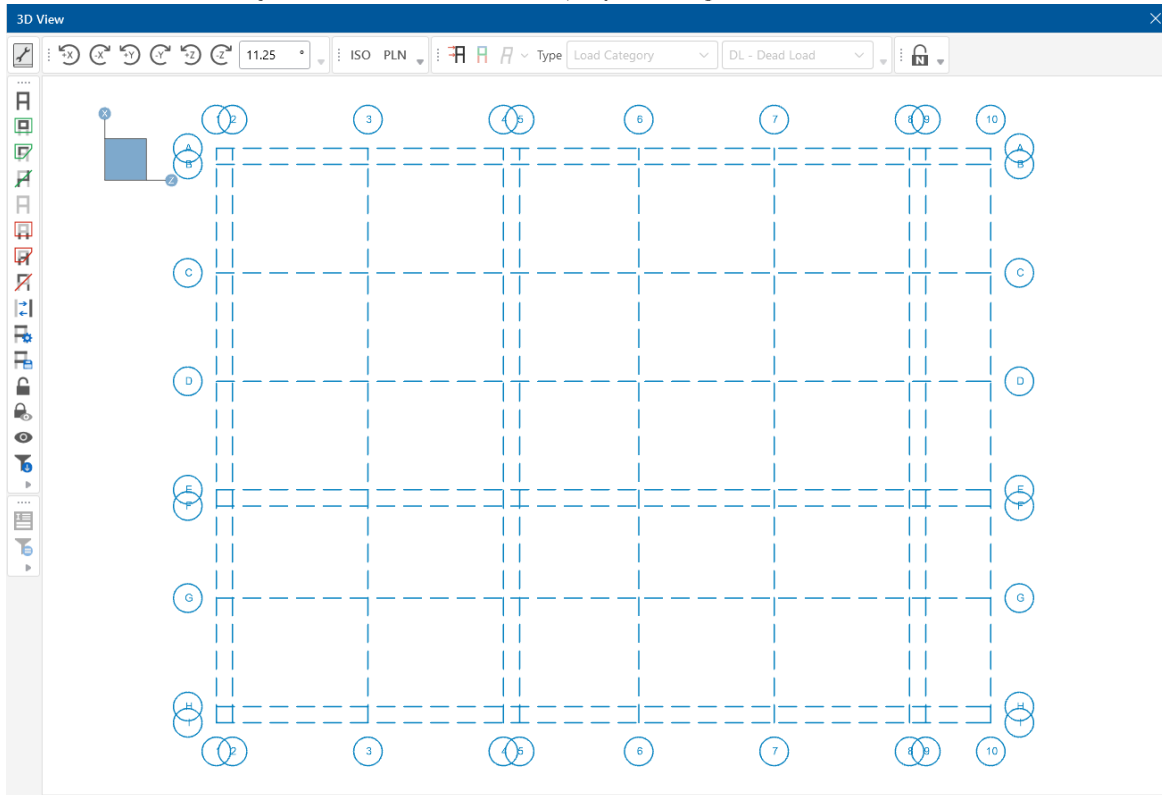 3D View
+X -X +Y -Y +Z -Z 11.25 ° ISO PLN Type Load Category DL - Dead Load N
X
Z
1 2 3 4 5 6 7 8 9 10
A A
B B
C C
D D
E E
F F
G G
H H
I I
1 2 3 4 5 6 7 8 9 10